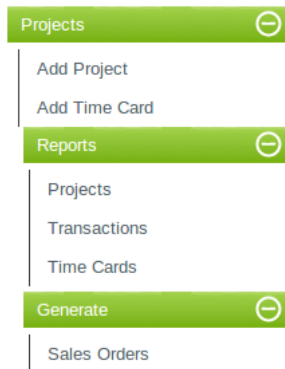 Projects
Add Project
Add Time Card
Reports
Projects
Transactions
Time Cards
Generate
Sales Orders